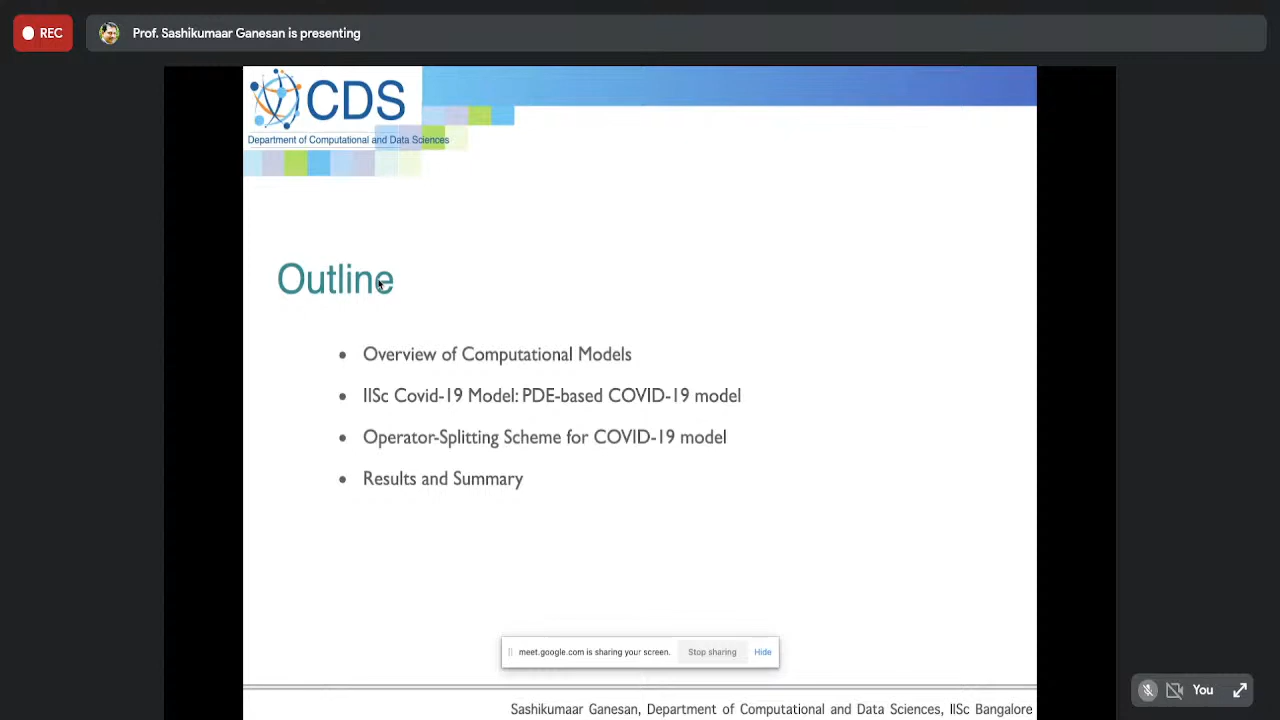 REC
Prof. Sashikumaar Ganesan is presenting
CDS
Department of Computational and Data Sciences
Outline
• Overview of Computational Models
• IISc Covid-19 Model: PDE-based COVID-19 model
• Operator-Splitting Scheme for COVID-19 model
• Results and Summary
meet.google.com is sharing your screen. Stop sharing Hide
You
Sashikumaar Ganesan, Department of Computational and Data Sciences, IISc Bangalore